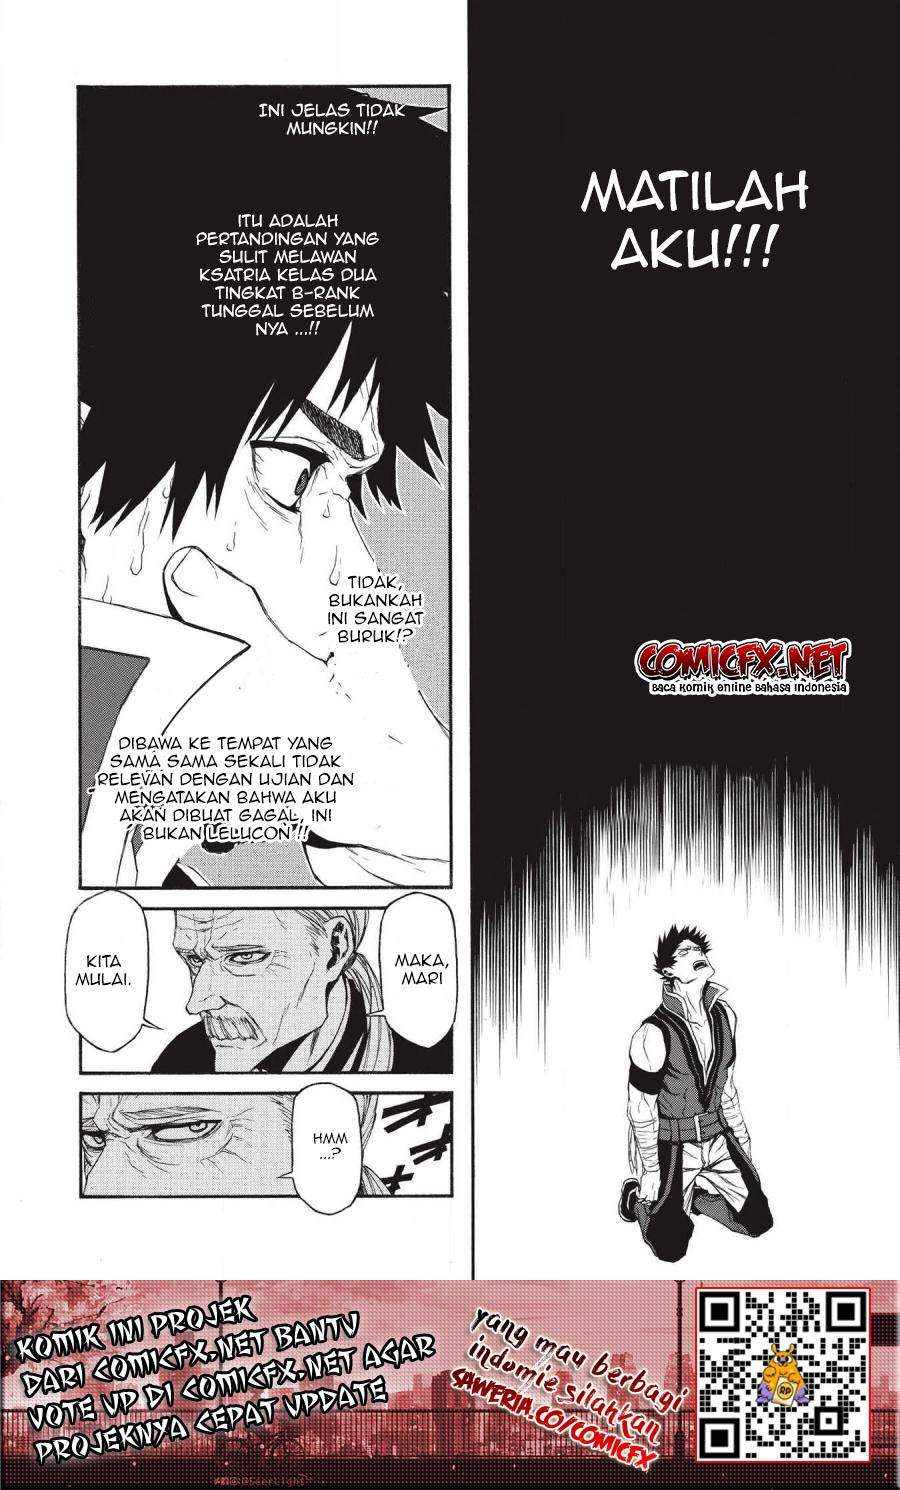 MATILAH
AKU!!!
INI JELAS TIDAK
MUNGKIN!!
ITU ADALAH
PERTANDINGAN YANG
SULIT MELAWAN
KSATRIA KELAS DUA
TINGKAT B-RANK
TUNGGAL SEBELUM
NYA ...!!
TIDAK,
BUKANKAH
INI SANGAT
BURUK!?
DIBAWA KE TEMPAT YANG
SAMA SAMA SEKALI TIDAK
RELEVAN DENGAN UJIAN DAN
MENGATAKAN BAHWA AKU
AKAN DIBUAT GAGAL, INI
BUKAN LELUCON !!
MAKA,
MARI
KITA
MULAI.
HMM
...?
COMICFX.NET
Baca Komik Online Bahasa Indonesia
KOMIK INI PROJEK
DARI COMICFX.NET BANTU
VOTE UP DI COMICFX.NET AGAR
PROJEKNYA CEPAT UPDATE
yang mau berbagi
indomie silahkan
SAWERIA.CO/COMICFX
RP
@SeerLight